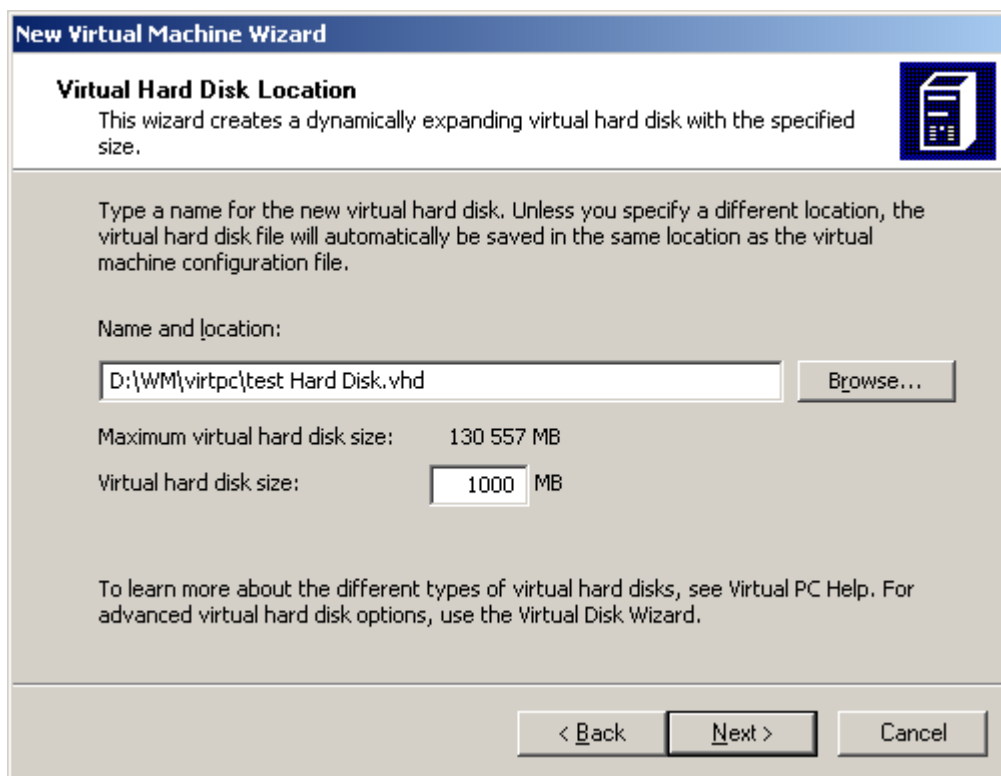 New Virtual Machine Wizard
Virtual Hard Disk Location
This wizard creates a dynamically expanding virtual hard disk with the specified
size.
Type a name for the new virtual hard disk. Unless you specify a different location, the
virtual hard disk file will automatically be saved in the same location as the virtual
machine configuration file.
Name and location:
D:\WM\virtpc\test Hard Disk.vhd
Browse...
Maximum virtual hard disk size: 130 557 MB
Virtual hard disk size: 1000 MB
To learn more about the different types of virtual hard disks, see Virtual PC Help. For
advanced virtual hard disk options, use the Virtual Disk Wizard.
< Back Next > Cancel